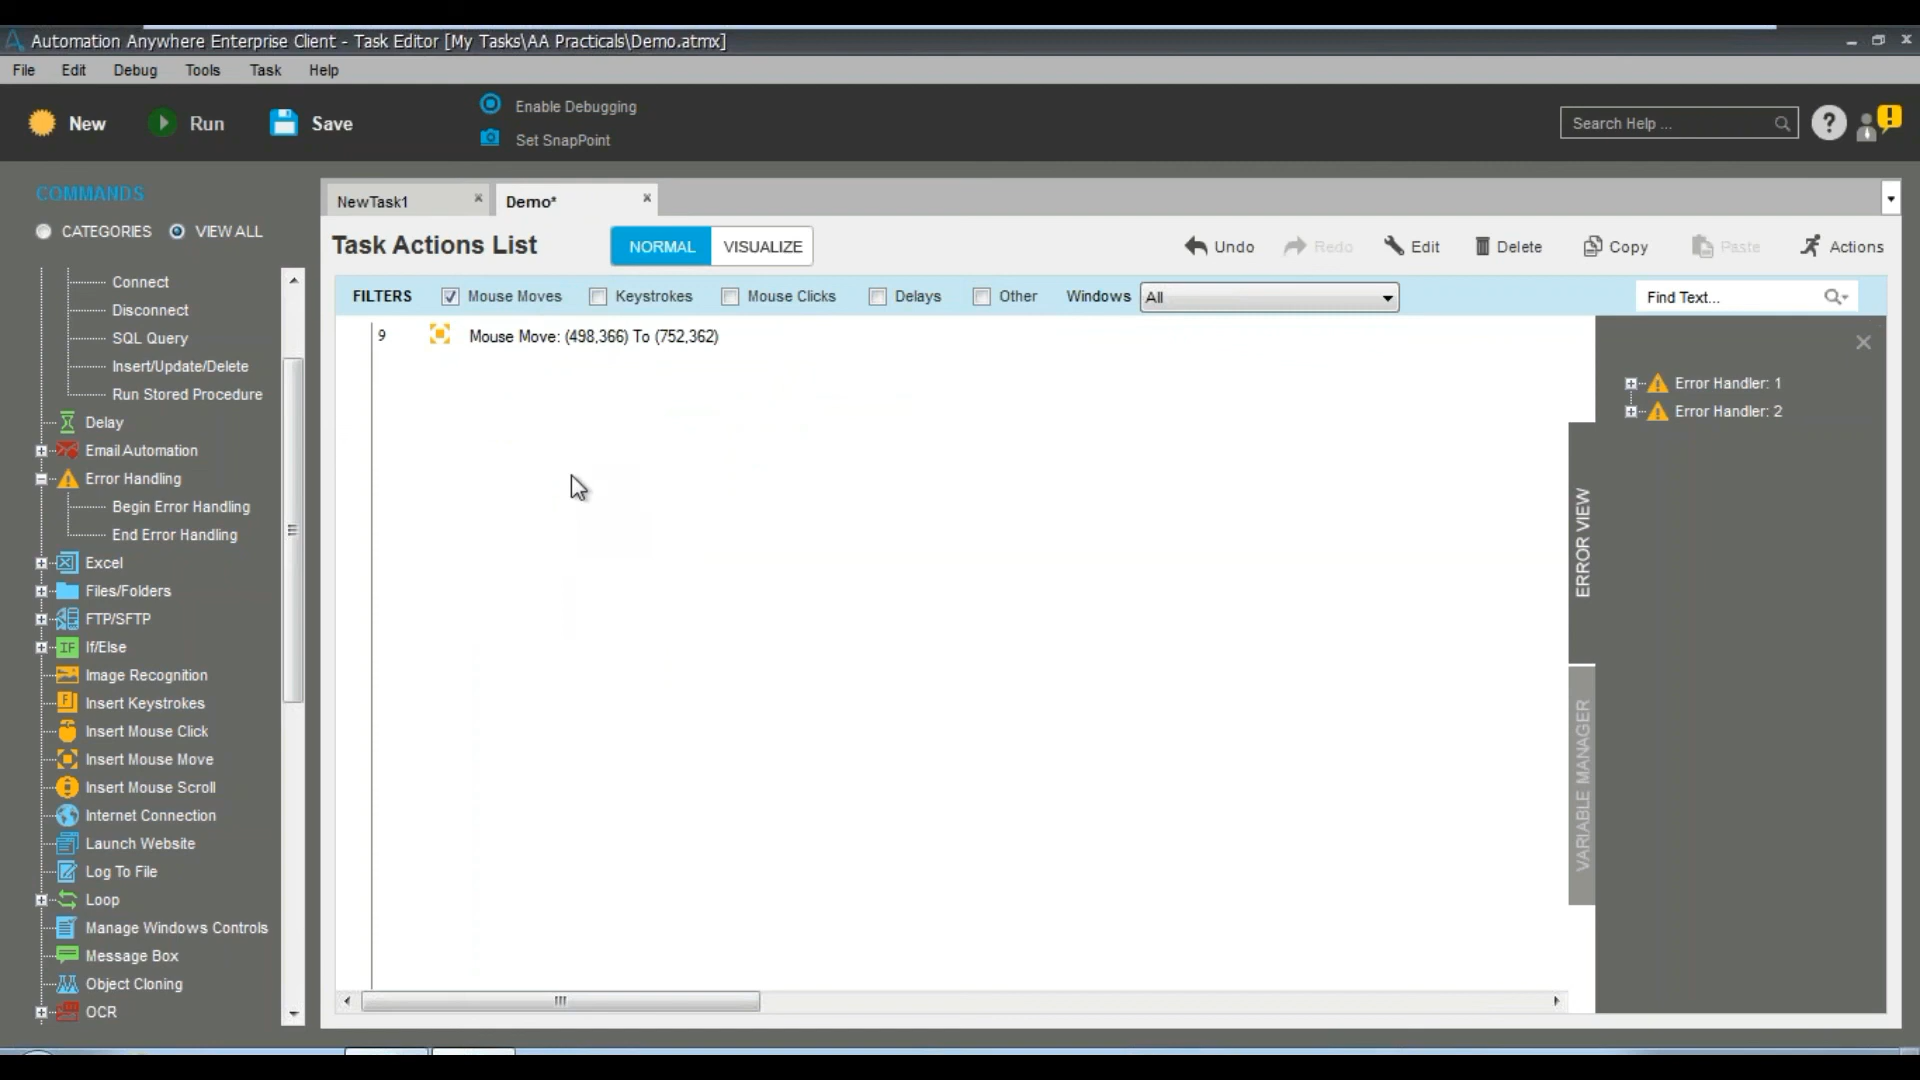 Automation Anywhere Enterprise Client - Task Editor [My Tasks\AA Practicals\Demo.atmx]
File Edit Debug Tools Task Help
New Run Save
Enable Debugging
Set SnapPoint
Search Help ...
COMMANDS
CATEGORIES VIEW ALL
Connect
Disconnect
SQL Query
Insert/Update/Delete
Run Stored Procedure
Delay
Email Automation
Error Handling
Begin Error Handling
End Error Handling
Excel
Files/Folders
FTP/SFTP
IF If/Else
Image Recognition
Insert Keystrokes
Insert Mouse Click
Insert Mouse Move
Insert Mouse Scroll
Internet Connection
Launch Website
Log To File
Loop
Manage Windows Controls
Message Box
Object Cloning
OCR
NewTask1 Demo*
Task Actions List NORMAL VISUALIZE Undo Redo Edit Delete Copy Paste Actions
FILTERS Mouse Moves Keystrokes Mouse Clicks Delays Other Windows All Find Text...
9 Mouse Move: (498,366) To (752,362)
Error Handler: 1
Error Handler: 2
ERROR VIEW
VARIABLE MANAGER